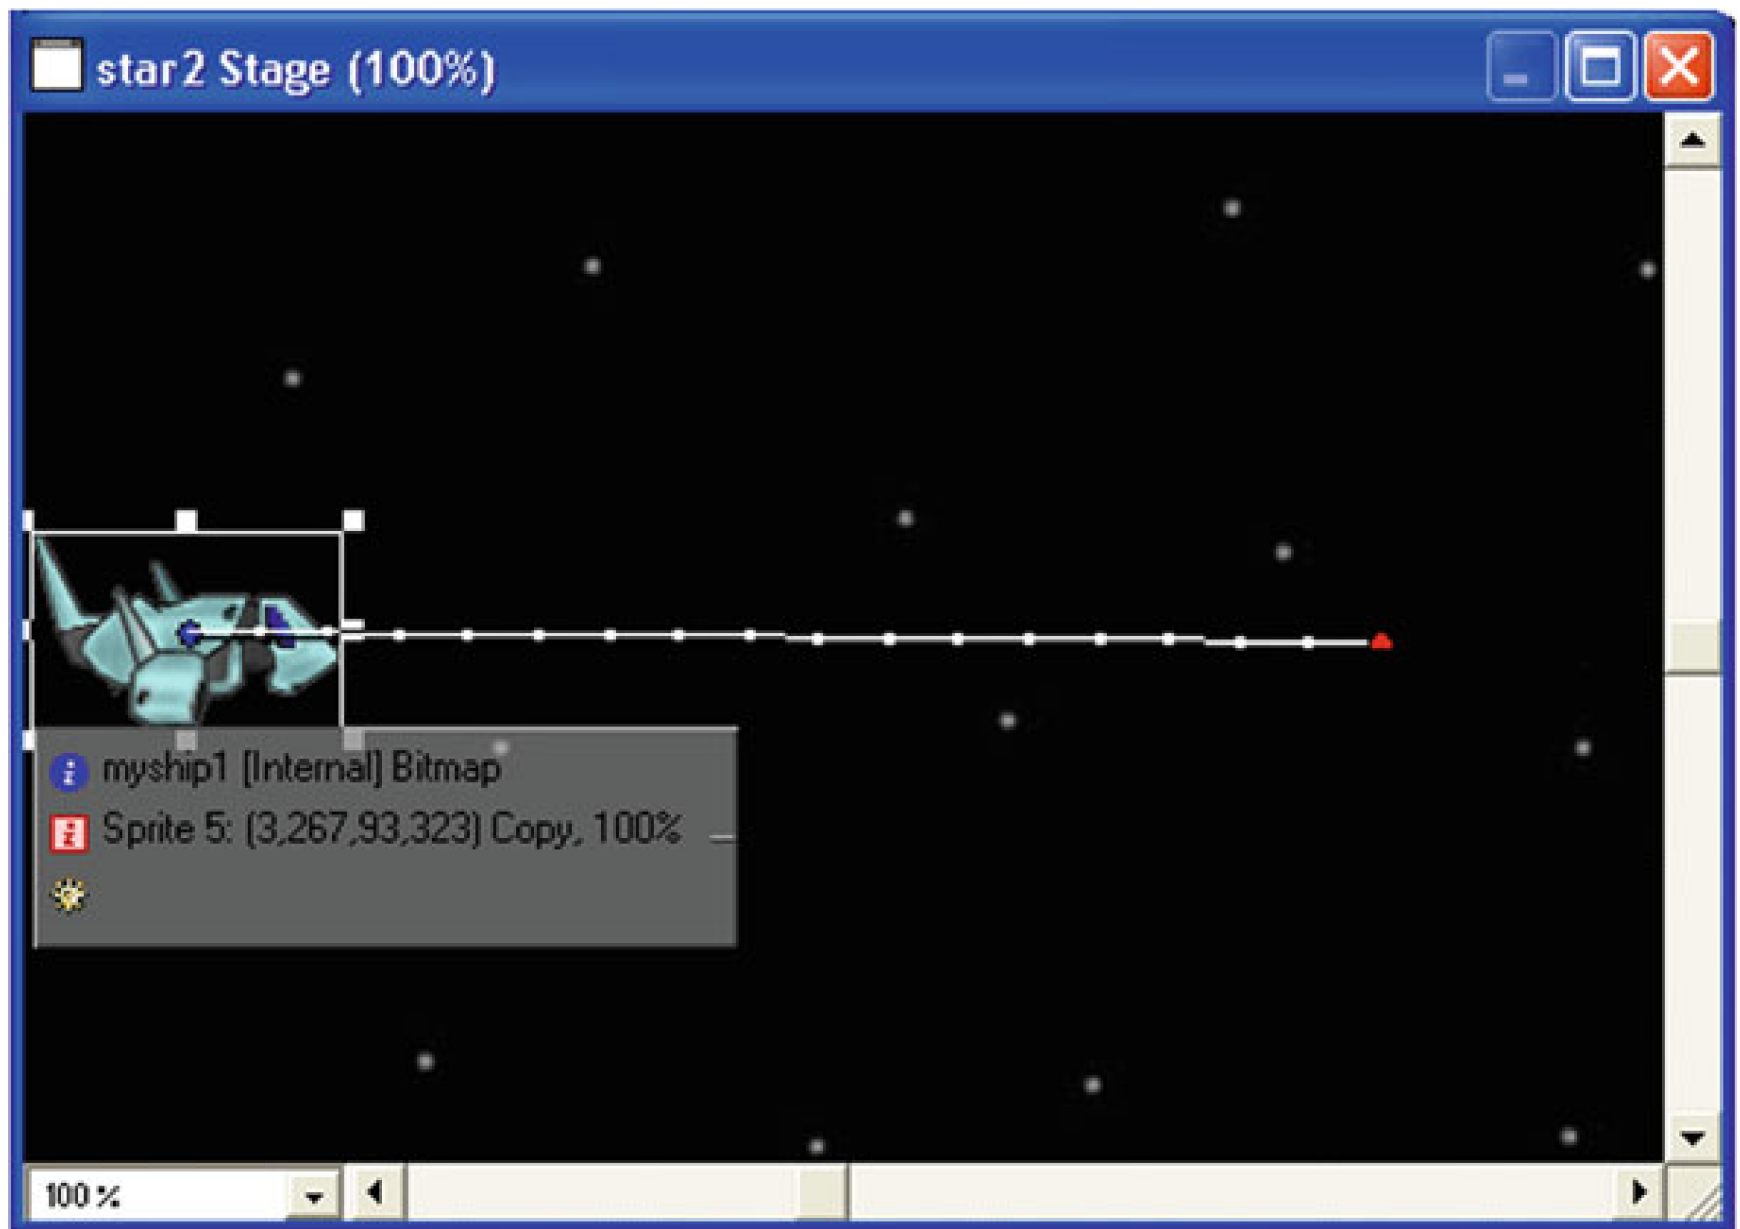 star2 Stage (100%)
myship1 [Internal] Bitmap
Sprite 5: (3,267,93,323) Copy, 100%
100%